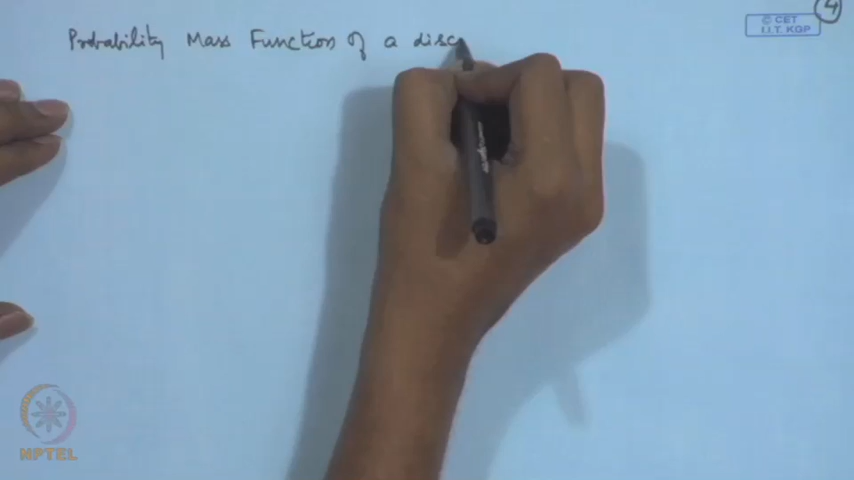 Probability Mass Function of a disc
4
© CET
I.I.T. KGP
NPTEL